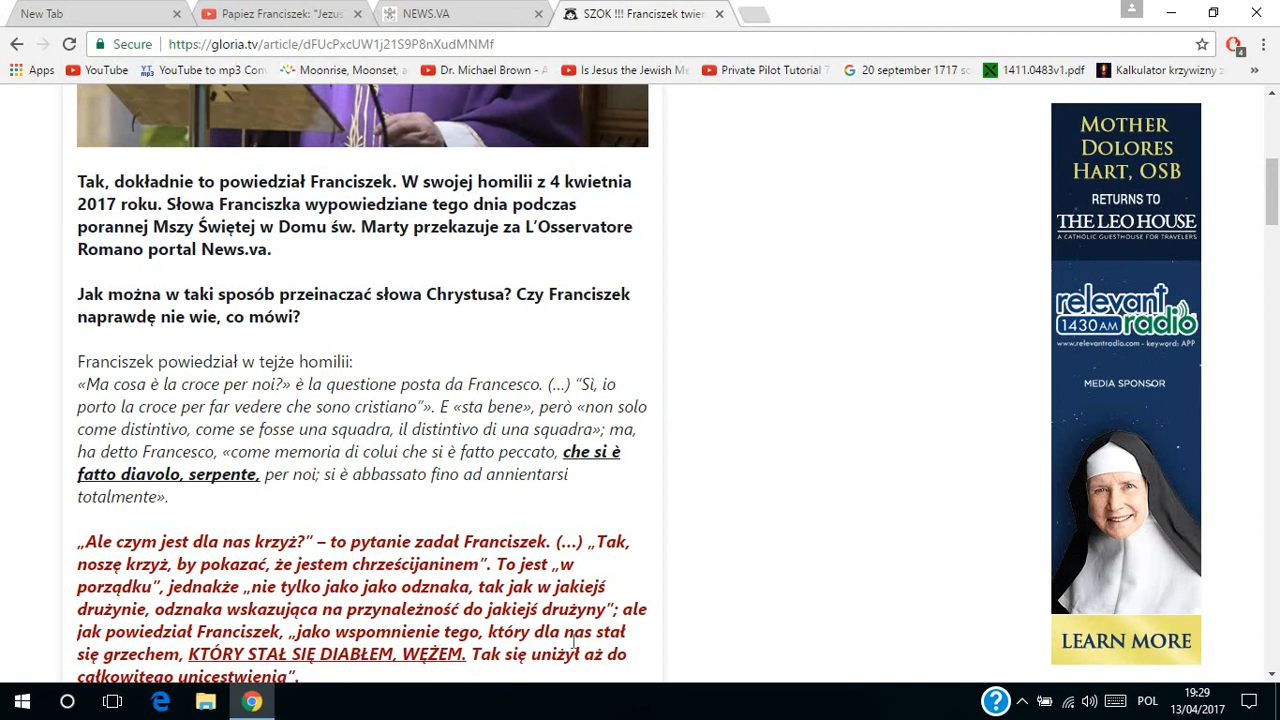 New Tab
Papiez Franciszek: "Jezus
NEWS.VA
SZOK !!! Franciszek twier
Secure
https://gloria.tv/article/dFUcPxcUW1j21S9P8nXudMNMf
4
Apps
YouTube
YouTube to mp3 Conv
Moonrise, Moonset, a
Dr. Michael Brown - A
Is Jesus the Jewish Me
Private Pilot Tutorial 7
20 september 1717 sc
1411.0483v1.pdf
Kalkulator krzywizny z
Tak, dokładnie to powiedział Franciszek. W swojej homilii z 4 kwietnia
2017 roku. Słowa Franciszka wypowiedziane tego dnia podczas
porannej Mszy Świętej w Domu św. Marty przekazuje za L’Osservatore
Romano portal News.va.
Jak można w taki sposób przeinaczać słowa Chrystusa? Czy Franciszek
naprawdę nie wie, co mówi?
Franciszek powiedział w tejże homilii:
«Ma cosa è la croce per noi?» è la questione posta da Francesco. (…) “Sì, io
porto la croce per far vedere che sono cristiano”». E «sta bene», però «non solo
come distintivo, come se fosse una squadra, il distintivo di una squadra»; ma,
ha detto Francesco, «come memoria di colui che si è fatto peccato, che si è
fatto diavolo, serpente, per noi; si è abbassato fino ad annientarsi
totalmente».
„Ale czym jest dla nas krzyż?” – to pytanie zadał Franciszek. (…) „Tak,
noszę krzyż, by pokazać, że jestem chrześcijaninem”. To jest „w
porządku”, jednakże „nie tylko jako jako odznaka, tak jak w jakiejś
drużynie, odznaka wskazująca na przynależność do jakiejś drużyny”; ale
jak powiedział Franciszek, „jako wspomnienie tego, który dla nas stał
się grzechem, KTÓRY STAŁ SIĘ DIABŁEM, WĘŻEM. Tak się uniżył aż do
całkowitego unicestwienia”.
MOTHER
DOLORES
HART, OSB
RETURNS TO
THE LEO HOUSE
A CATHOLIC GUESTHOUSE FOR TRAVELERS
relevant
1430 AM radio
www.relevantradio.com - keyword: APP
MEDIA SPONSOR
LEARN MORE
POL
19:29
13/04/2017